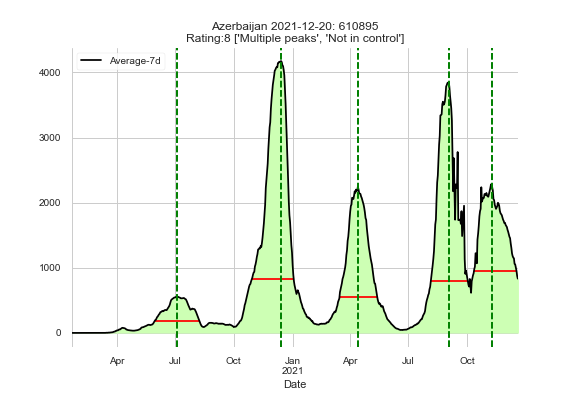 Azerbaijan 2021-12-20: 610895
Rating:8 ['Multiple peaks', 'Not in control']
Average-7d
4000
3000
2000
1000
0
Apr Jul Oct Jan Apr Jul Oct
2021
Date